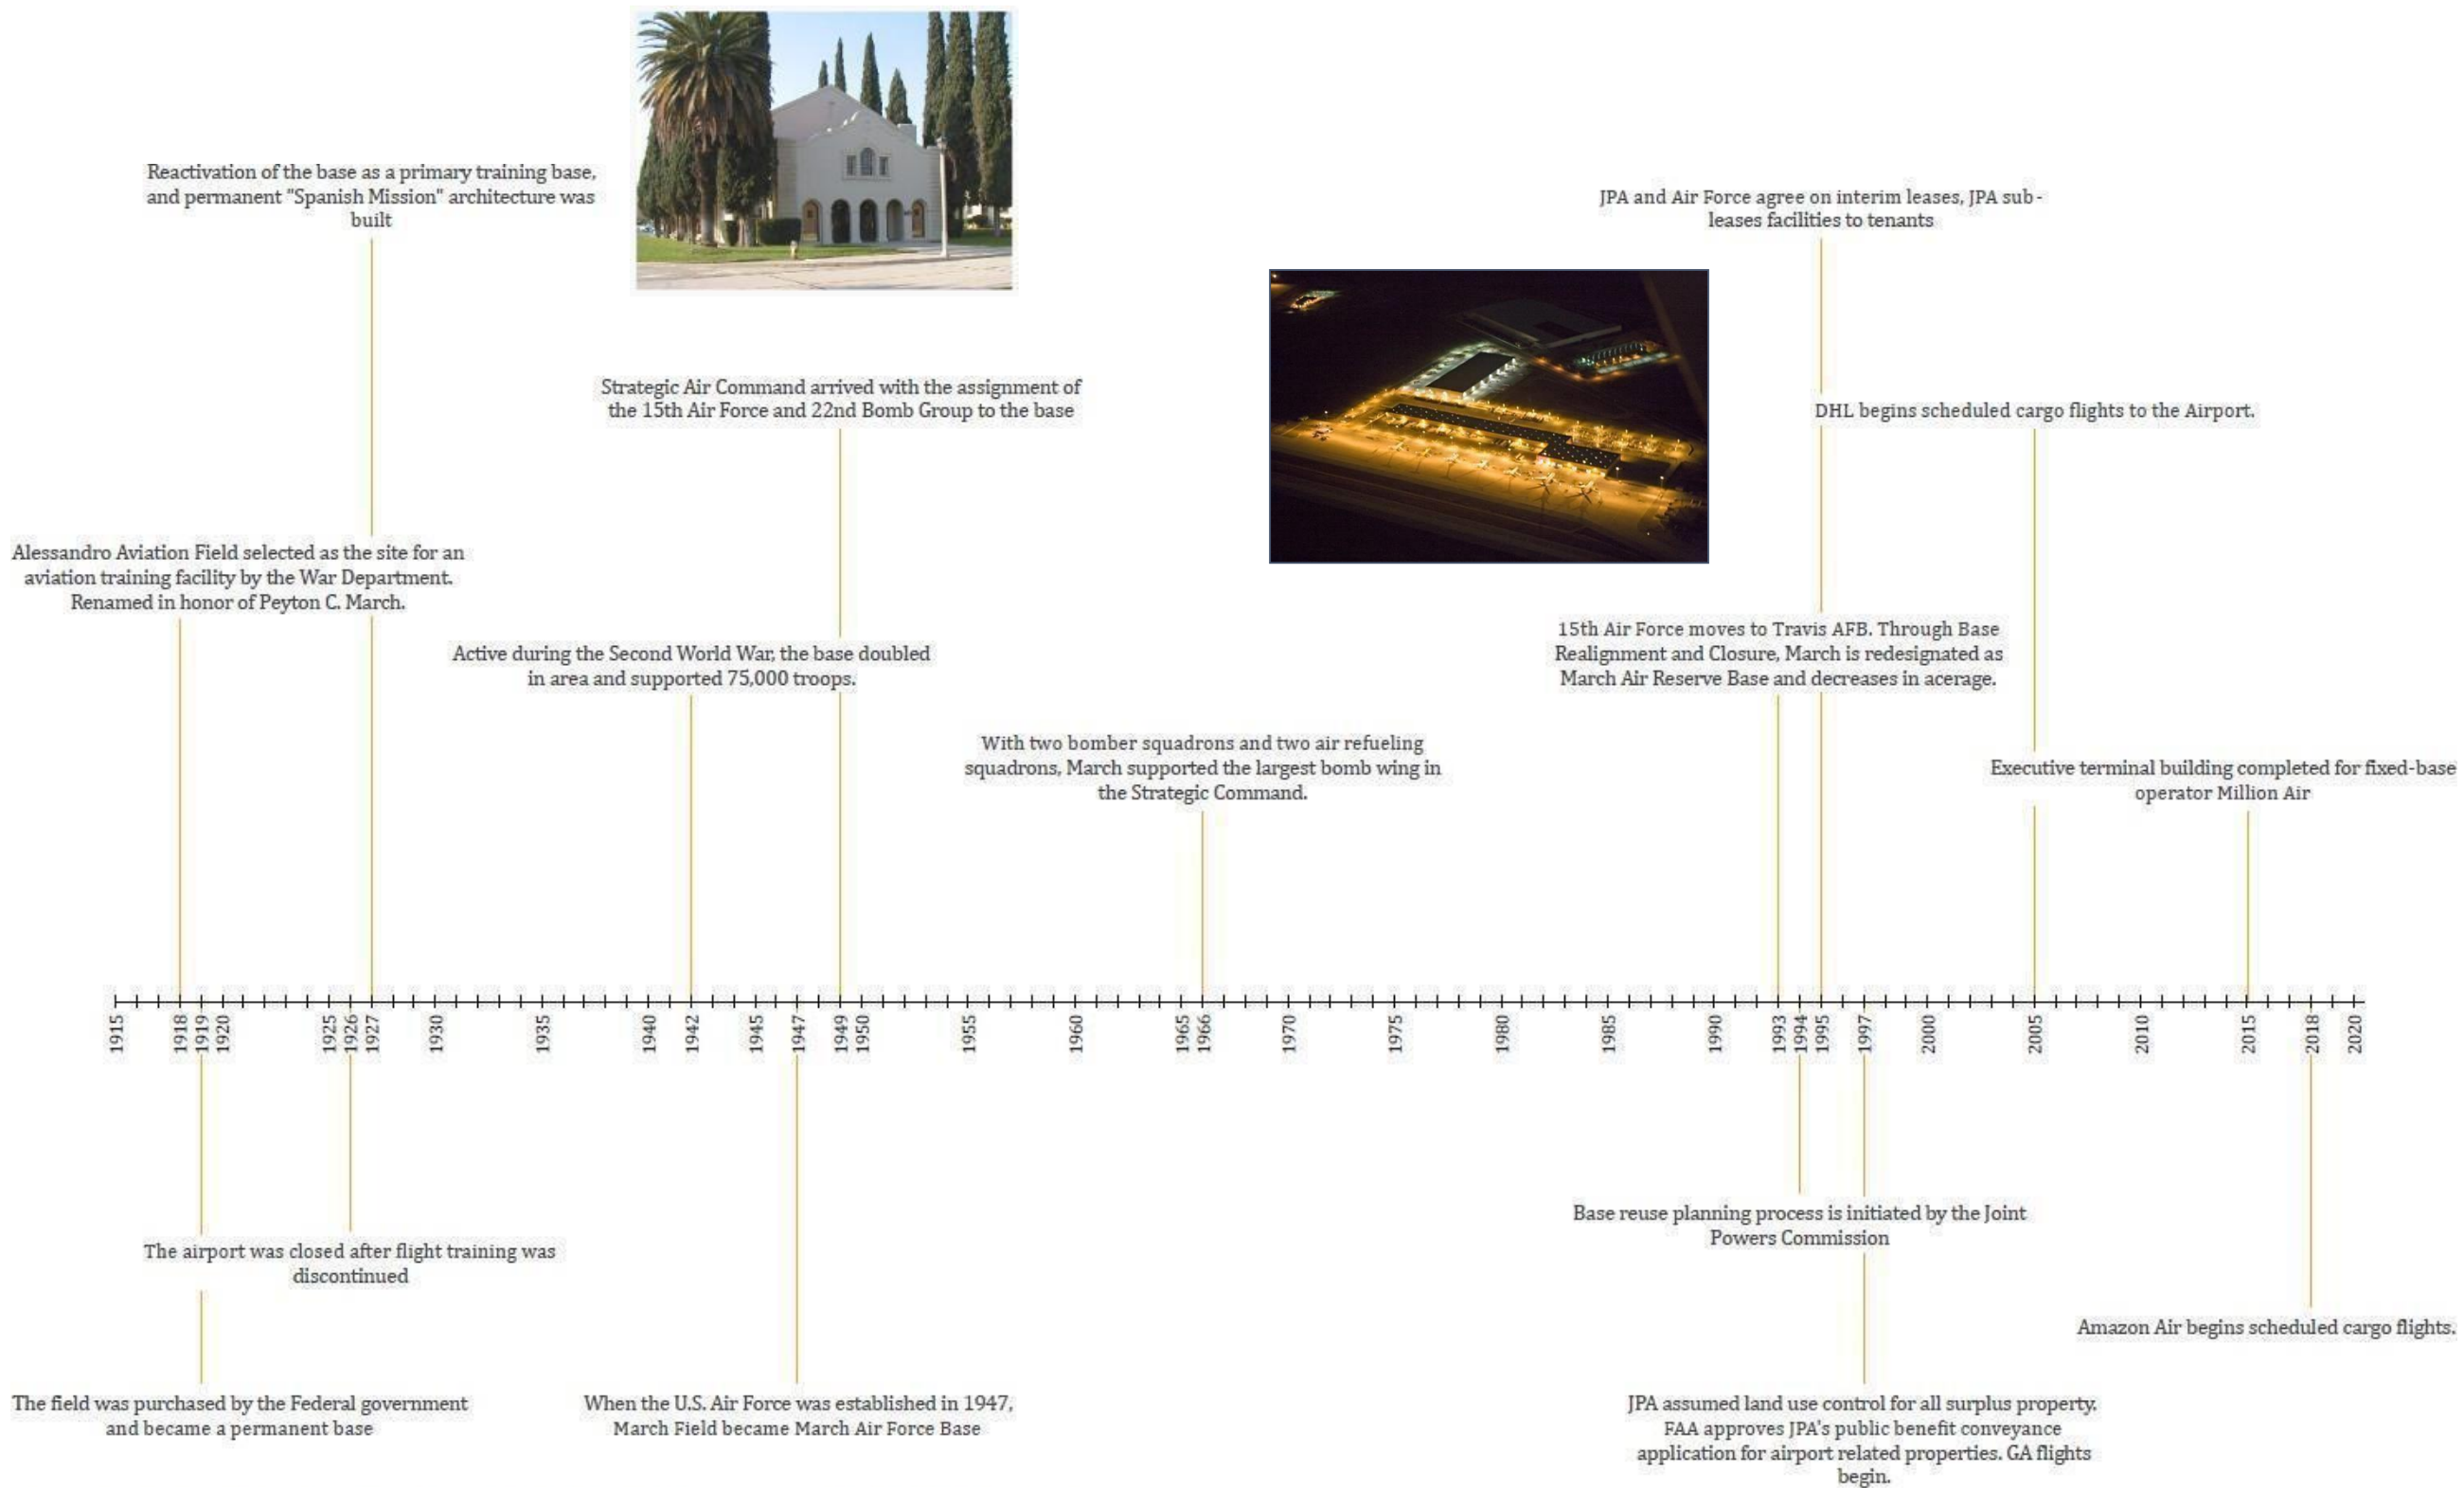 Reactivation of the base as a primary training base,
and permanent "Spanish Mission" architecture was
built
JPA and Air Force agree on interim leases, JPA sub-
leases facilities to tenants
Strategic Air Command arrived with the assignment of
the 15th Air Force and 22nd Bomb Group to the base
DHL begins scheduled cargo flights to the Airport.
Alessandro Aviation Field selected as the site for an
aviation training facility by the War Department.
Renamed in honor of Peyton C. March.
Active during the Second World War, the base doubled
in area and supported 75,000 troops.
15th Air Force moves to Travis AFB. Through Base
Realignment and Closure, March is redesignated as
March Air Reserve Base and decreases in acerage.
With two bomber squadrons and two air refueling
squadrons, March supported the largest bomb wing in
the Strategic Command.
Executive terminal building completed for fixed-base
operator Million Air
1915
1918
1919
1920
1925
1926
1927
1930
1935
1940
1942
1945
1947
1949
1950
1955
1960
1965
1966
1970
1975
1980
1985
1990
1993
1994
1995
1997
2000
2005
2010
2015
2018
2020
The airport was closed after flight training was
discontinued
Base reuse planning process is initiated by the Joint
Powers Commission
Amazon Air begins scheduled cargo flights.
The field was purchased by the Federal government
and became a permanent base
When the U.S. Air Force was established in 1947,
March Field became March Air Force Base
JPA assumed land use control for all surplus property.
FAA approves JPA's public benefit conveyance
application for airport related properties. GA flights
begin.